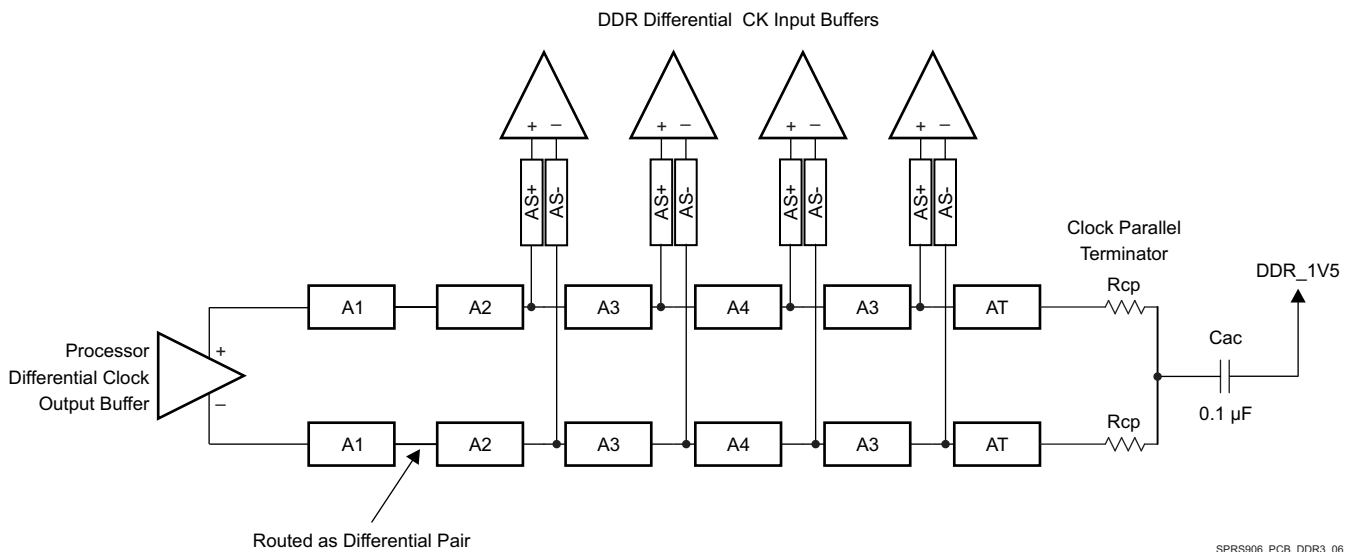 DDR Differential CK Input Buffers
+ –
+ –
+ –
+ –
AS+
AS-
AS+
AS-
AS+
AS-
AS+
AS-
Clock Parallel
Terminator
DDR_1V5
A1
A2
A3
A4
A3
AT
Rcp
Processor
Differential Clock
Output Buffer
+
–
Cac
0.1 µF
A1
A2
A3
A4
A3
AT
Rcp
Routed as Differential Pair
SPRS906_PCB_DDR3_06